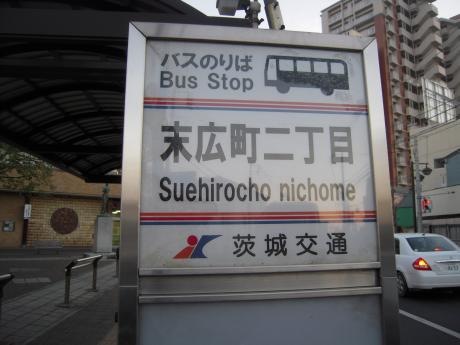 バスのりば
Bus Stop
末広町二丁目
Suehirocho nichome
茨城交通